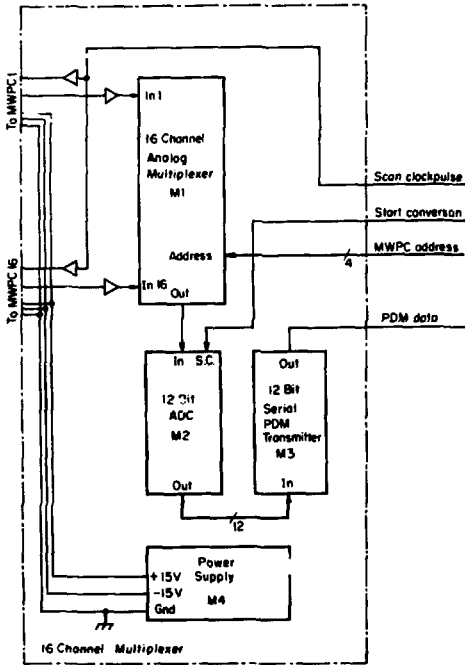 To MWPC 1
In 1
16 Channel
Analog
Multiplexer
M1
Scan clockpulse
Start converson
Address
MWPC address
4
To MWPC 16
In 16
Out
PDM data
In
S.C.
12 Bit
ADC
M2
Out
Out
12 Bit
Serial
PDM
Transmitter
M3
In
12
Power
Supply
M4
+15V
-15V
Gnd
16 Channel Multiplexer